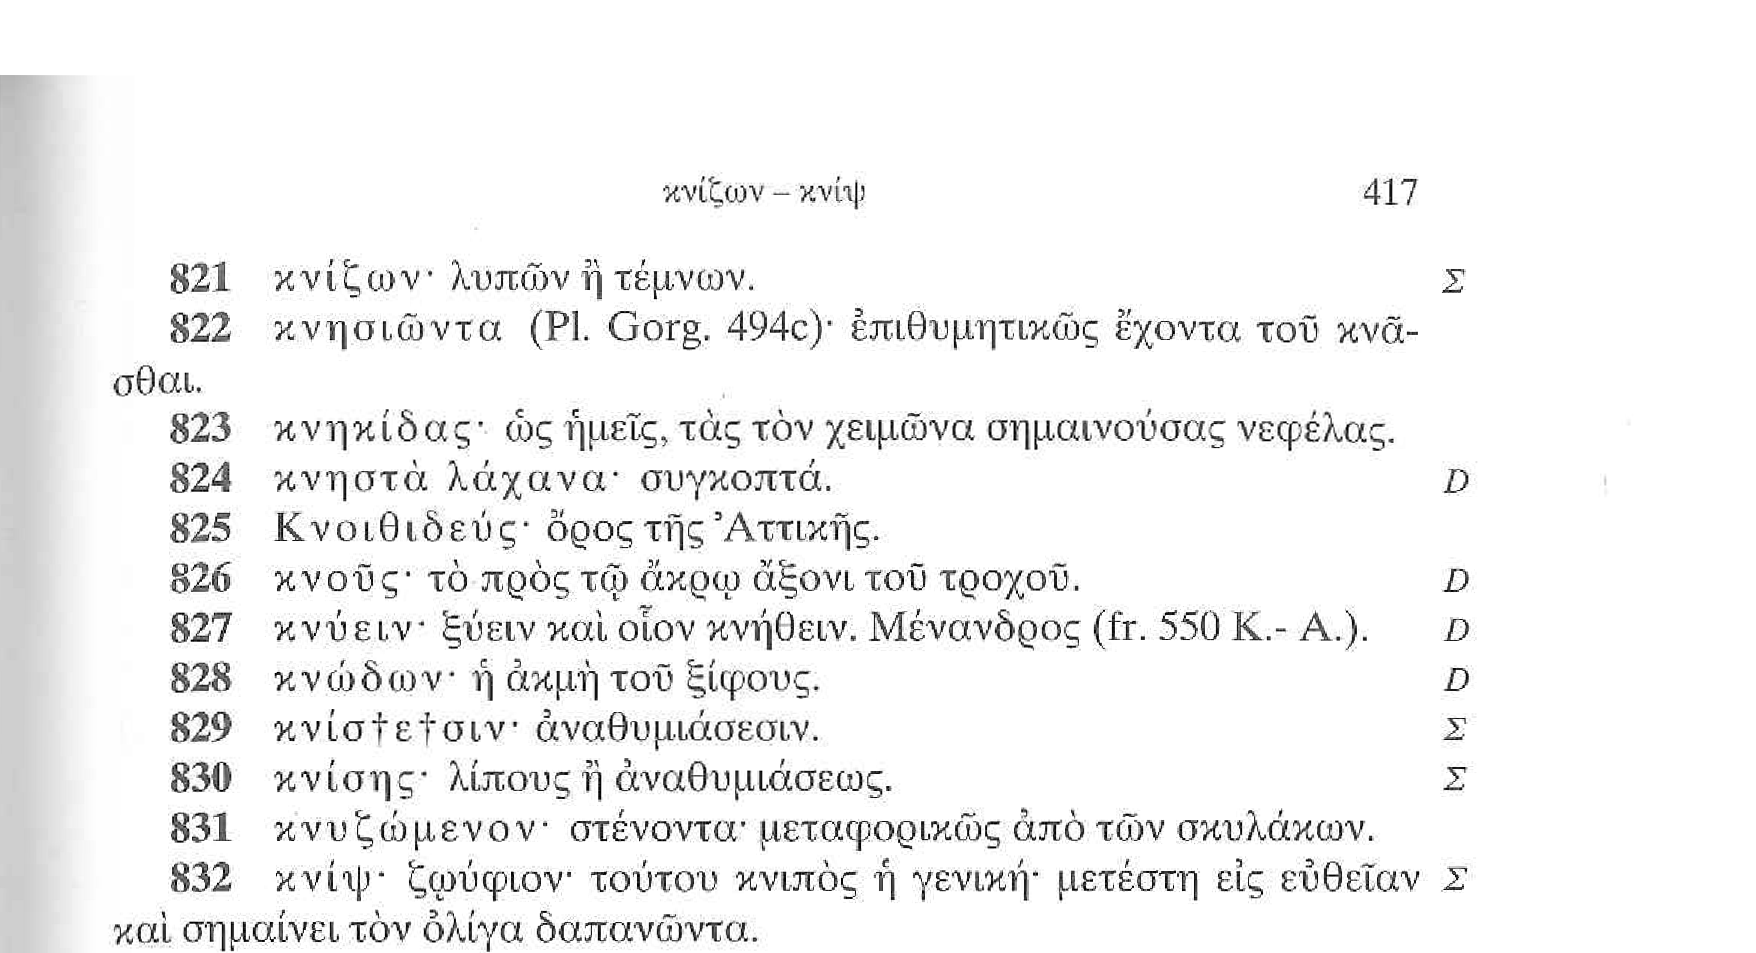 κνίζων – κνίψ 417
821 κνίζων· λυπῶν ἢ τέμνων. Σ
822 κνησιῶντα (Pl. Gorg. 494c)· ἐπιθυμητικῶς ἔχοντα τοῦ κνᾶ-
σθαι.
823 κνηκίδας· ὡς ἡμεῖς, τὰς τὸν χειμῶνα σημαινούσας νεφέλας.
824 κνηστὰ λάχανα· συγκοπτά. D
825 Κνοιθιδεύς· ὄρος τῆς Ἀττικῆς.
826 κνοῦς· τὸ πρὸς τῷ ἄκρῳ ἄξονι τοῦ τροχοῦ. D
827 κνύειν· ξύειν καὶ οἷον κνήθειν. Μένανδρος (fr. 550 K.- A.). D
828 κνώδων· ἡ ἀκμὴ τοῦ ξίφους. D
829 κνίσ†ε†σιν· ἀναθυμιάσεσιν. Σ
830 κνίσης· λίπους ἢ ἀναθυμιάσεως. Σ
831 κνυζώμενον· στένοντα· μεταφορικῶς ἀπὸ τῶν σκυλάκων.
832 κνίψ· ζῳύφιον· τούτου κνιπὸς ἡ γενική· μετέστη εἰς εὐθεῖαν Σ
καὶ σημαίνει τὸν ὀλίγα δαπανῶντα.